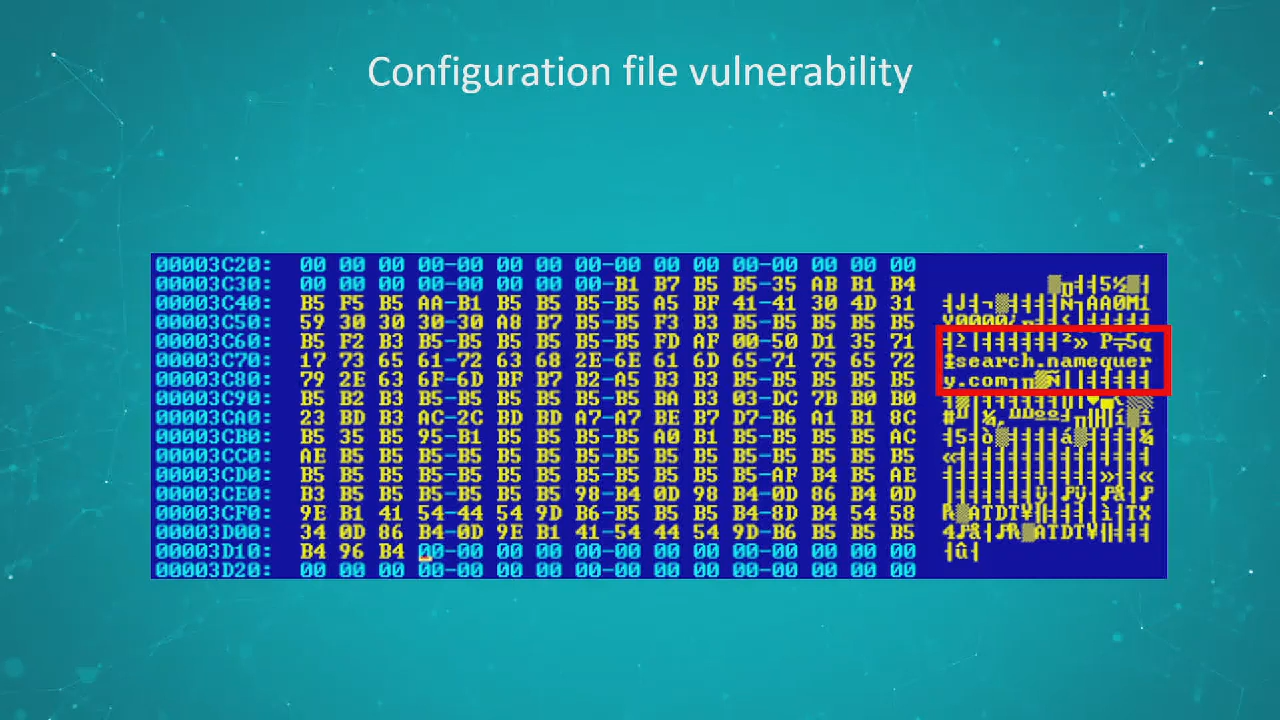 Configuration file vulnerability
00003C20: 00 00 00 00-00 00 00 00-00 00 00 00-00 00 00 00
00003C30: 00 00 00 00-00 00 00 00-B1 B7 B5 B5-35 AB B1 B4
00003C40: B5 F5 B5 AA-B1 B5 B5 B5-B5 A5 BF 41-41 30 4D 31
00003C50: 59 30 30 30-30 A8 B7 B5-B5 F3 B3 B5-B5 B5 B5 B5
00003C60: B5 F2 B3 B5-B5 B5 B5 B5-B5 FD AF 00-50 D1 35 71
00003C70: 17 73 65 61-72 63 68 2E-6E 61 6D 65-71 75 65 72 search.namequer
00003C80: 79 2E 63 6F-6D BF B7 B2-A5 B3 B3 B5-B5 B5 B5 B5 y.com
00003C90: B5 B2 B3 B5-B5 B5 B5 B5-B5 BA B3 03-DC 7B B0 B0
00003CA0: 23 BD B3 AC-2C BD BD A7-A7 BE B7 D7-B6 A1 B1 8C
00003CB0: B5 35 B5 95-B1 B5 B5 B5-B5 A0 B1 B5-B5 B5 B5 AC
00003CC0: AE B5 B5 B5-B5 B5 B5 B5-B5 B5 B5 B5-B5 B5 B5 B5
00003CD0: B5 B5 B5 B5-B5 B5 B5 B5-B5 B5 B5 B5-AF B4 B5 AE
00003CE0: B3 B5 B5 B5-B5 B5 B5 98-B4 0D 98 B4-0D 86 B4 0D
00003CF0: 9E B1 41 54-44 54 9D B6-B5 B5 B5 B4-8D B4 54 58
00003D00: 34 0D 86 B4-0D 9E B1 41-54 44 54 9D-B6 B5 B5 B5
00003D10: B4 96 B4 00-00 00 00 00-00 00 00 00-00 00 00 00
00003D20: 00 00 00 00-00 00 00 00-00 00 00 00-00 00 00 00